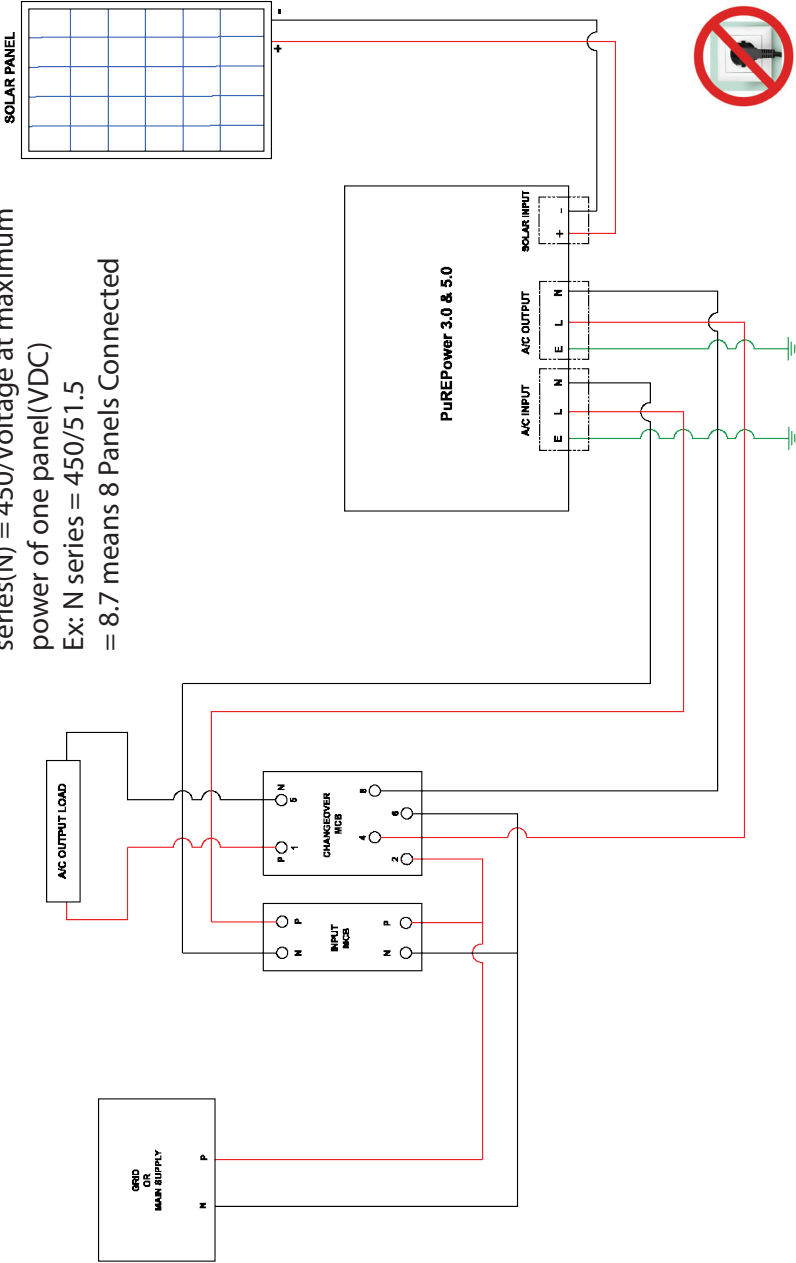 series(N) = 450/Voltage at maximum
power of one panel(VDC)
Ex: N series = 450/51.5
= 8.7 means 8 Panels Connected
SOLAR PANEL
+ -
A/C OUTPUT LOAD
GRID
OR
MAIN SUPPLY
N P
N P
INPUT
MCB
N P
P N
1 5
CHANGEOVER
MCB
4 8
2 6
PuREPower 3.0 & 5.0
A/C INPUT
E L N
A/C OUTPUT
E L N
SOLAR INPUT
+ -